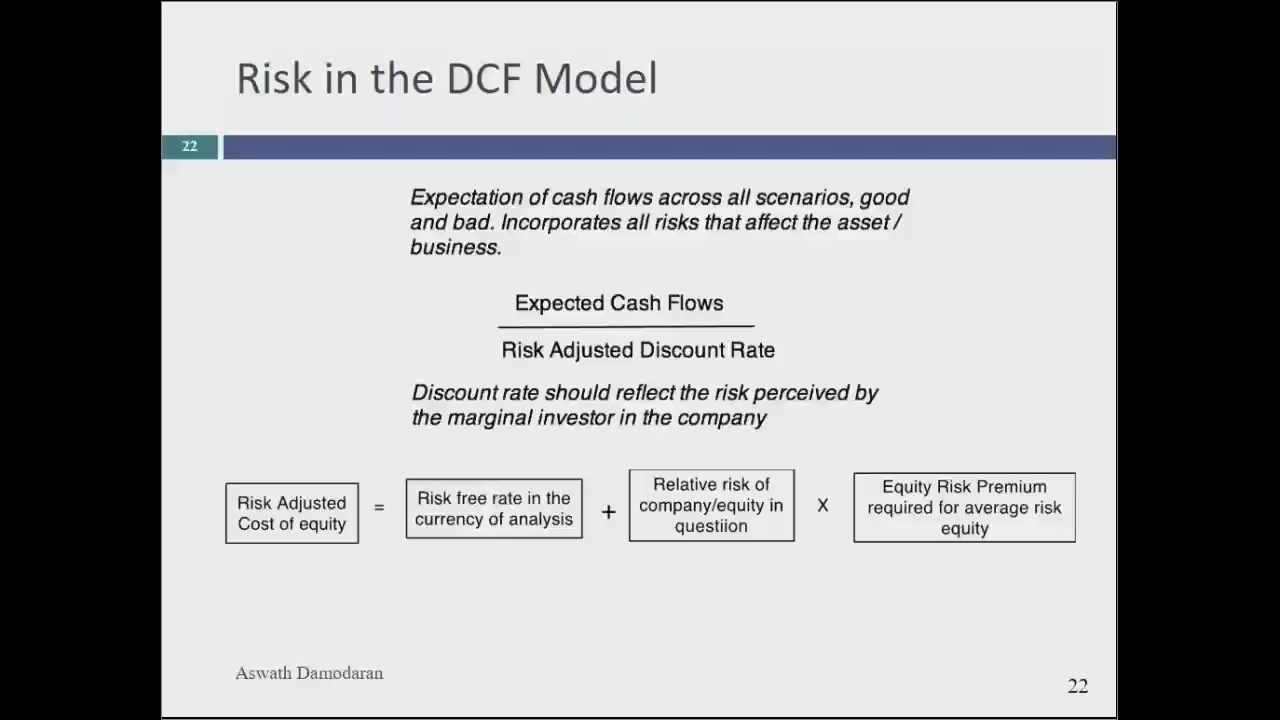 Risk in the DCF Model
22
Expectation of cash flows across all scenarios, good
and bad. Incorporates all risks that affect the asset /
business.
Expected Cash Flows
Risk Adjusted Discount Rate
Discount rate should reflect the risk perceived by
the marginal investor in the company
Risk Adjusted
Cost of equity
=
Risk free rate in the
currency of analysis
+
Relative risk of
company/equity in
questiion
X
Equity Risk Premium
required for average risk
equity
Aswath Damodaran
22